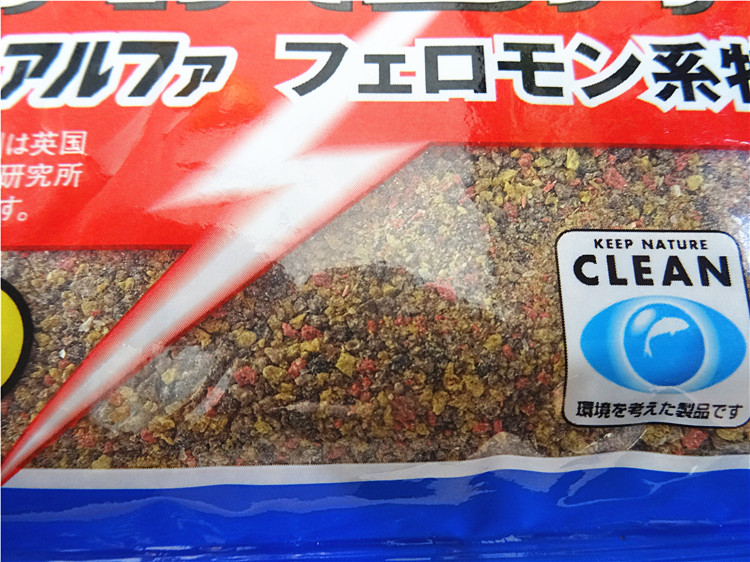 アルファ フェロモン系特
は英国
研究所
す。
KEEP NATURE
CLEAN
環境を考えた製品です